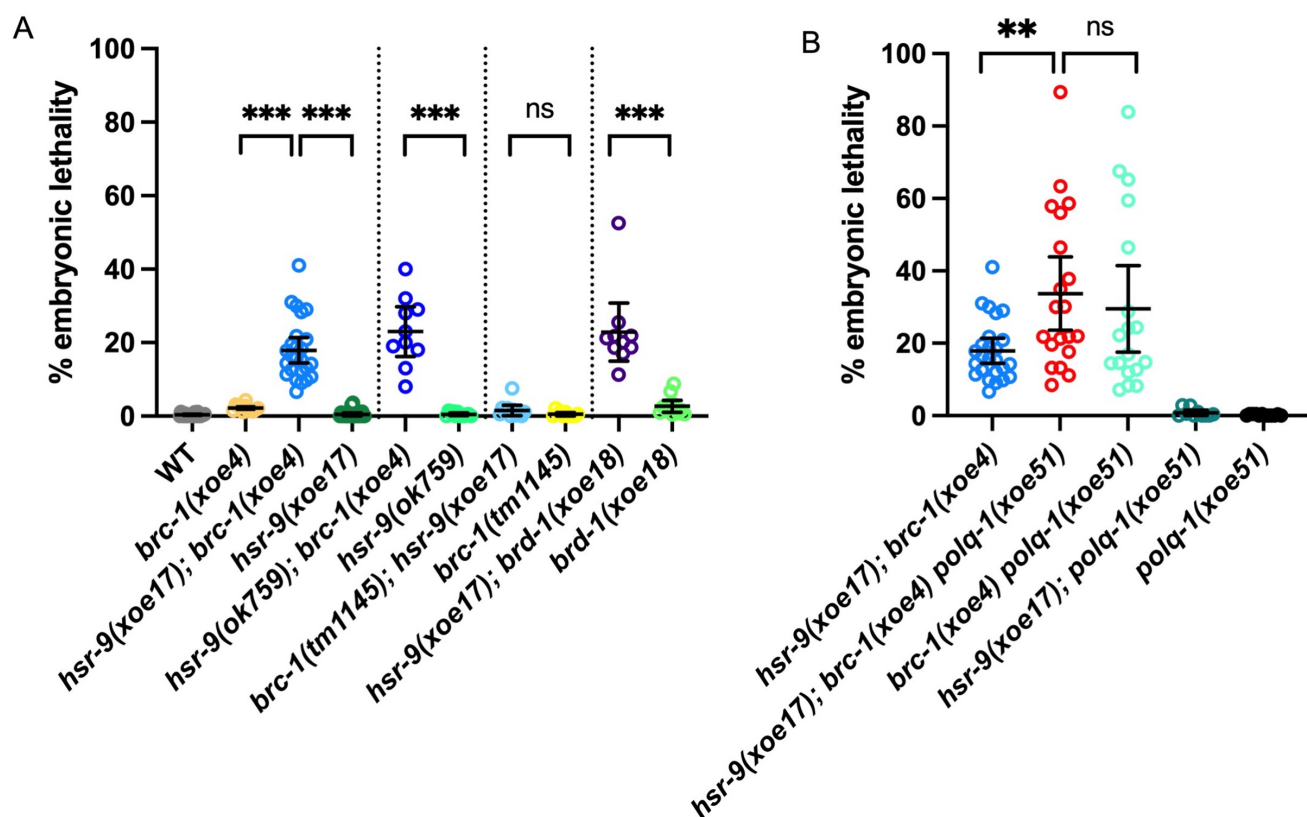 A
% embryonic lethality
100
80
60
40
20
0
*** ***
***
ns
***
WT
brc-1(xoe4)
hsr-9(xoe17); brc-1(xoe4)
hsr-9(xoe17)
hsr-9(ok759); brc-1(xoe4)
hsr-9(ok759)
brc-1(tm1145); hsr-9(xoe17)
brc-1(tm1145)
hsr-9(xoe17); brd-1(xoe18)
brd-1(xoe18)
B
% embryonic lethality
100
80
60
40
20
0
**
ns
hsr-9(xoe17); brc-1(xoe4)
hsr-9(xoe17); brc-1(xoe4) polq-1(xoe51)
brc-1(xoe4) polq-1(xoe51)
hsr-9(xoe17); polq-1(xoe51)
polq-1(xoe51)